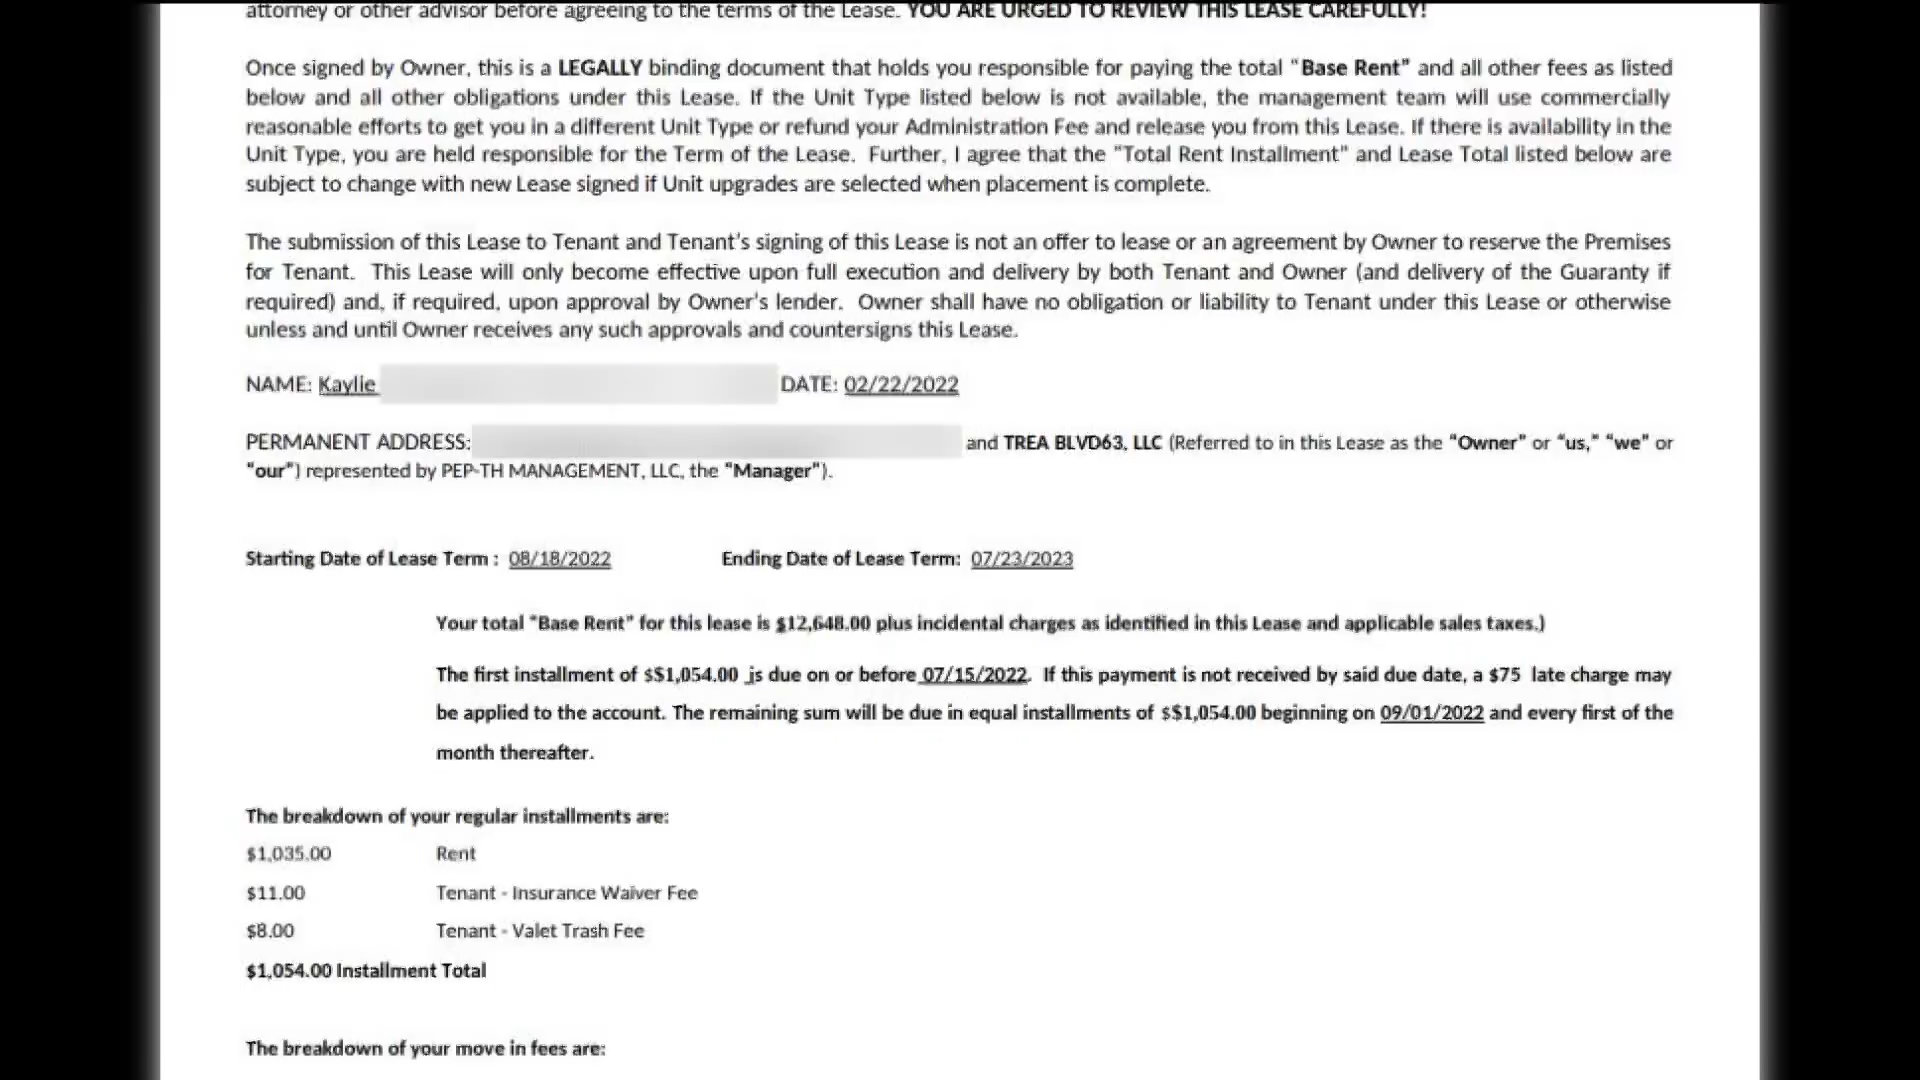 attorney or other advisor before agreeing to the terms of the Lease. YOU ARE URGED TO REVIEW THIS LEASE CAREFULLY!
Once signed by Owner, this is a LEGALLY binding document that holds you responsible for paying the total “Base Rent” and all other fees as listed
below and all other obligations under this Lease. If the Unit Type listed below is not available, the management team will use commercially
reasonable efforts to get you in a different Unit Type or refund your Administration Fee and release you from this Lease. If there is availability in the
Unit Type, you are held responsible for the Term of the Lease. Further, I agree that the “Total Rent Installment” and Lease Total listed below are
subject to change with new Lease signed if Unit upgrades are selected when placement is complete.
The submission of this Lease to Tenant and Tenant’s signing of this Lease is not an offer to lease or an agreement by Owner to reserve the Premises
for Tenant. This Lease will only become effective upon full execution and delivery by both Tenant and Owner (and delivery of the Guaranty if
required) and, if required, upon approval by Owner’s lender. Owner shall have no obligation or liability to Tenant under this Lease or otherwise
unless and until Owner receives any such approvals and countersigns this Lease.
NAME: Kaylie DATE: 02/22/2022
PERMANENT ADDRESS: and TREA BLVD63, LLC (Referred to in this Lease as the “Owner” or “us,” “we” or
“our”) represented by PEP-TH MANAGEMENT, LLC, the “Manager”).
Starting Date of Lease Term : 08/18/2022 Ending Date of Lease Term: 07/23/2023
Your total “Base Rent” for this lease is $12,648.00 plus incidental charges as identified in this Lease and applicable sales taxes.)
The first installment of $$1,054.00 is due on or before 07/15/2022. If this payment is not received by said due date, a $75 late charge may
be applied to the account. The remaining sum will be due in equal installments of $$1,054.00 beginning on 09/01/2022 and every first of the
month thereafter.
The breakdown of your regular installments are:
$1,035.00 Rent
$11.00 Tenant - Insurance Waiver Fee
$8.00 Tenant - Valet Trash Fee
$1,054.00 Installment Total
The breakdown of your move in fees are: